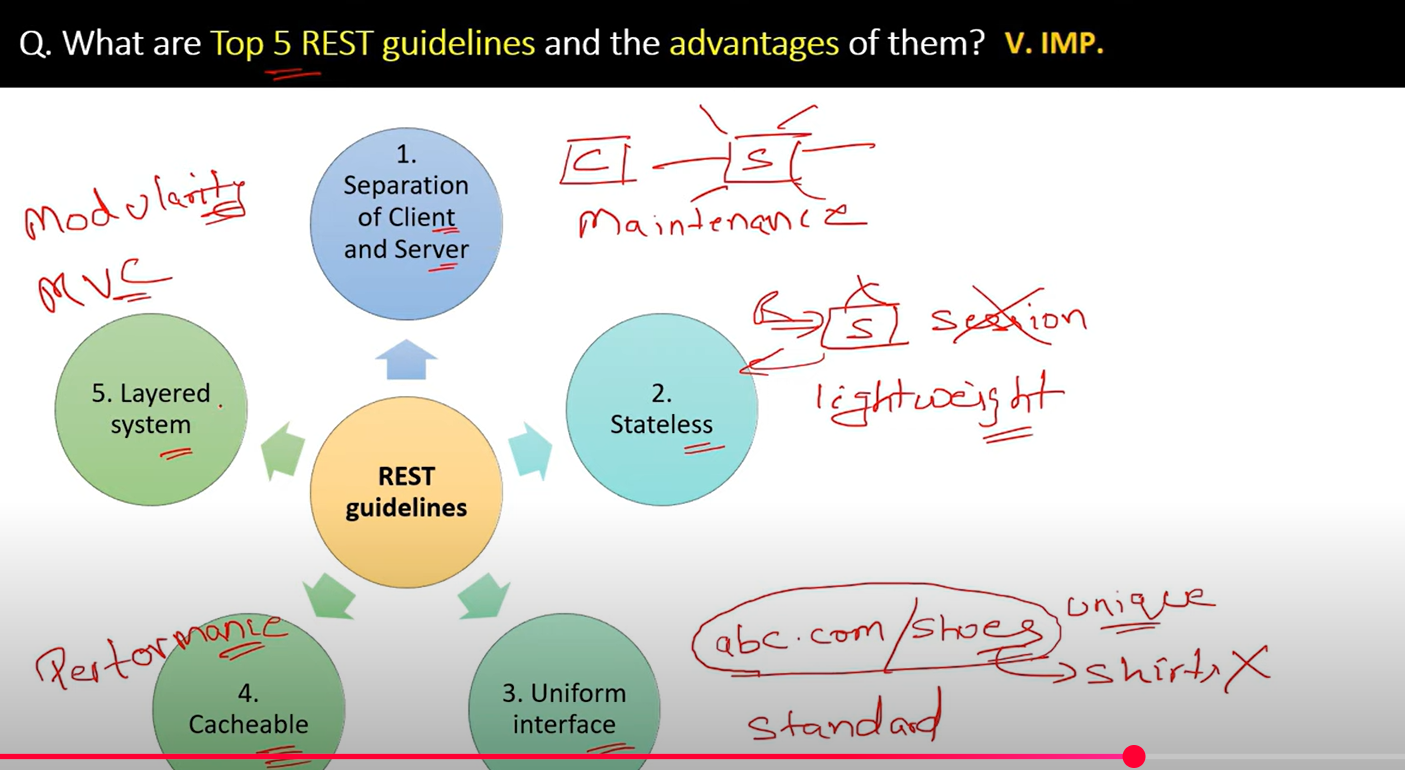 Q. What are Top 5 REST guidelines and the advantages of them? V. IMP.
1.
Separation
of Client
and Server
C
S
Maintenance
Modularity
MVC
S
session
lightweight
2.
Stateless
5. Layered
system
REST
guidelines
abc.com/shoes
unique
shirts X
standard
3. Uniform
interface
Performance
4.
Cacheable